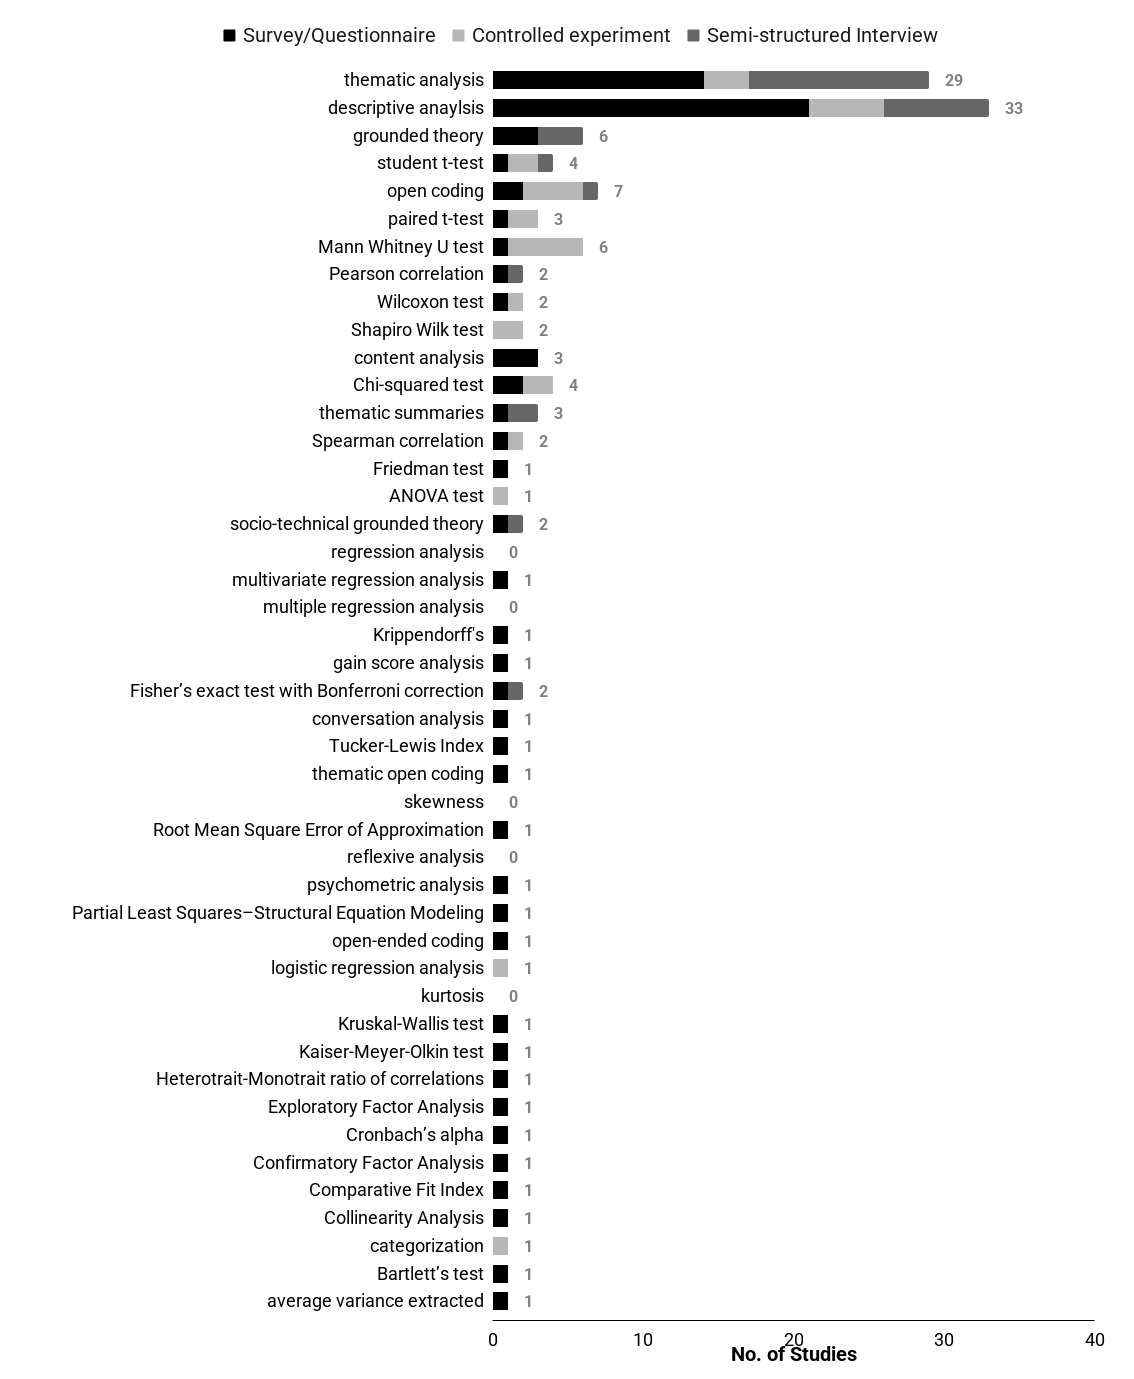 Survey/Questionnaire Controlled experiment Semi-structured Interview
thematic analysis 29
descriptive anaylsis 33
grounded theory 6
student t-test 4
open coding 7
paired t-test 3
Mann Whitney U test 6
Pearson correlation 2
Wilcoxon test 2
Shapiro Wilk test 2
content analysis 3
Chi-squared test 4
thematic summaries 3
Spearman correlation 2
Friedman test 1
ANOVA test 1
socio-technical grounded theory 2
regression analysis 0
multivariate regression analysis 1
multiple regression analysis 0
Krippendorff's 1
gain score analysis 1
Fisher’s exact test with Bonferroni correction 2
conversation analysis 1
Tucker-Lewis Index 1
thematic open coding 1
skewness 0
Root Mean Square Error of Approximation 1
reflexive analysis 0
psychometric analysis 1
Partial Least Squares–Structural Equation Modeling 1
open-ended coding 1
logistic regression analysis 1
kurtosis 0
Kruskal-Wallis test 1
Kaiser-Meyer-Olkin test 1
Heterotrait-Monotrait ratio of correlations 1
Exploratory Factor Analysis 1
Cronbach’s alpha 1
Confirmatory Factor Analysis 1
Comparative Fit Index 1
Collinearity Analysis 1
categorization 1
Bartlett’s test 1
average variance extracted 1
0 10 20 30 40
No. of Studies